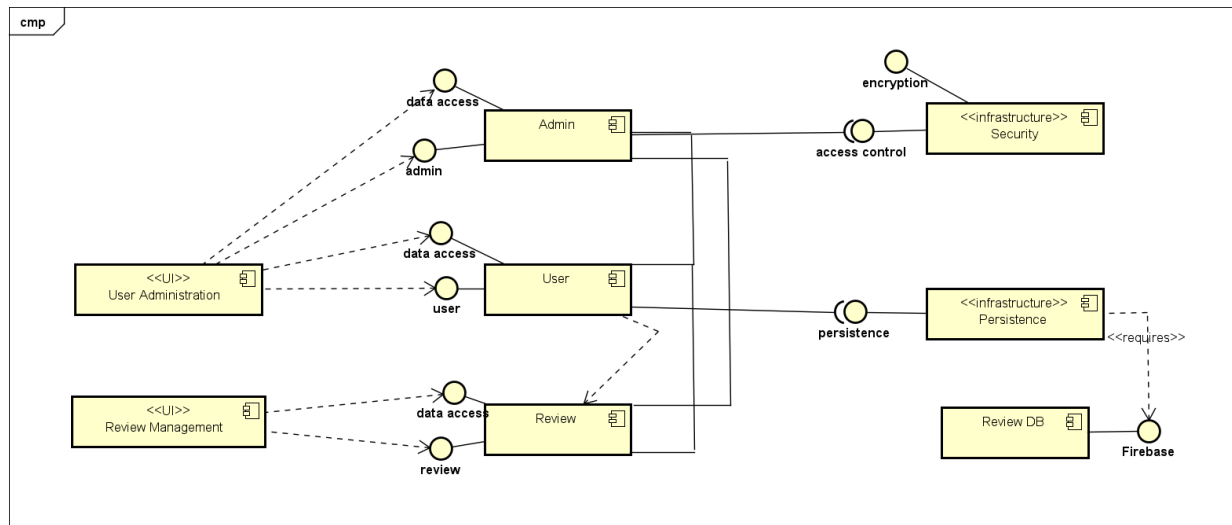 cmp
data access
encryption
Admin
<<infrastructure>>
Security
access control
admin
data access
<<UI>>
User Administration
User
user
<<infrastructure>>
Persistence
persistence
<<requires>>
<<UI>>
Review Management
data access
Review
review
Review DB
Firebase